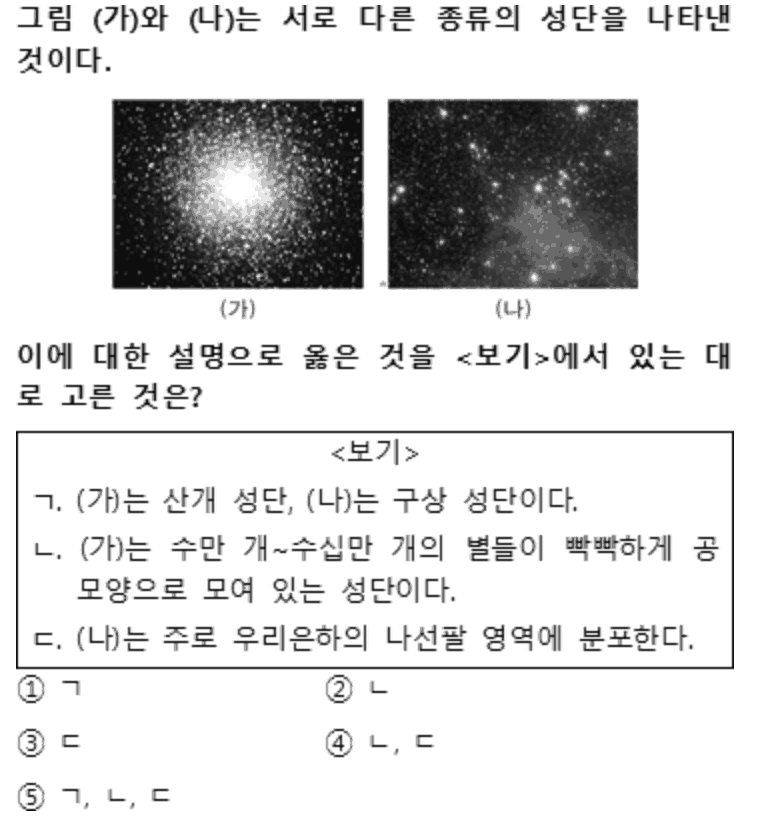 그림 (가)와 (나)는 서로 다른 종류의 성단을 나타낸
것이다.
(가) (나)
이에 대한 설명으로 옳은 것을 <보기>에서 있는 대
로 고른 것은?
<보기>
ㄱ. (가)는 산개 성단, (나)는 구상 성단이다.
ㄴ. (가)는 수만 개~수십만 개의 별들이 빽빽하게 공
모양으로 모여 있는 성단이다.
ㄷ. (나)는 주로 우리은하의 나선팔 영역에 분포한다.
① ㄱ ② ㄴ
③ ㄷ ④ ㄴ, ㄷ
⑤ ㄱ, ㄴ, ㄷ